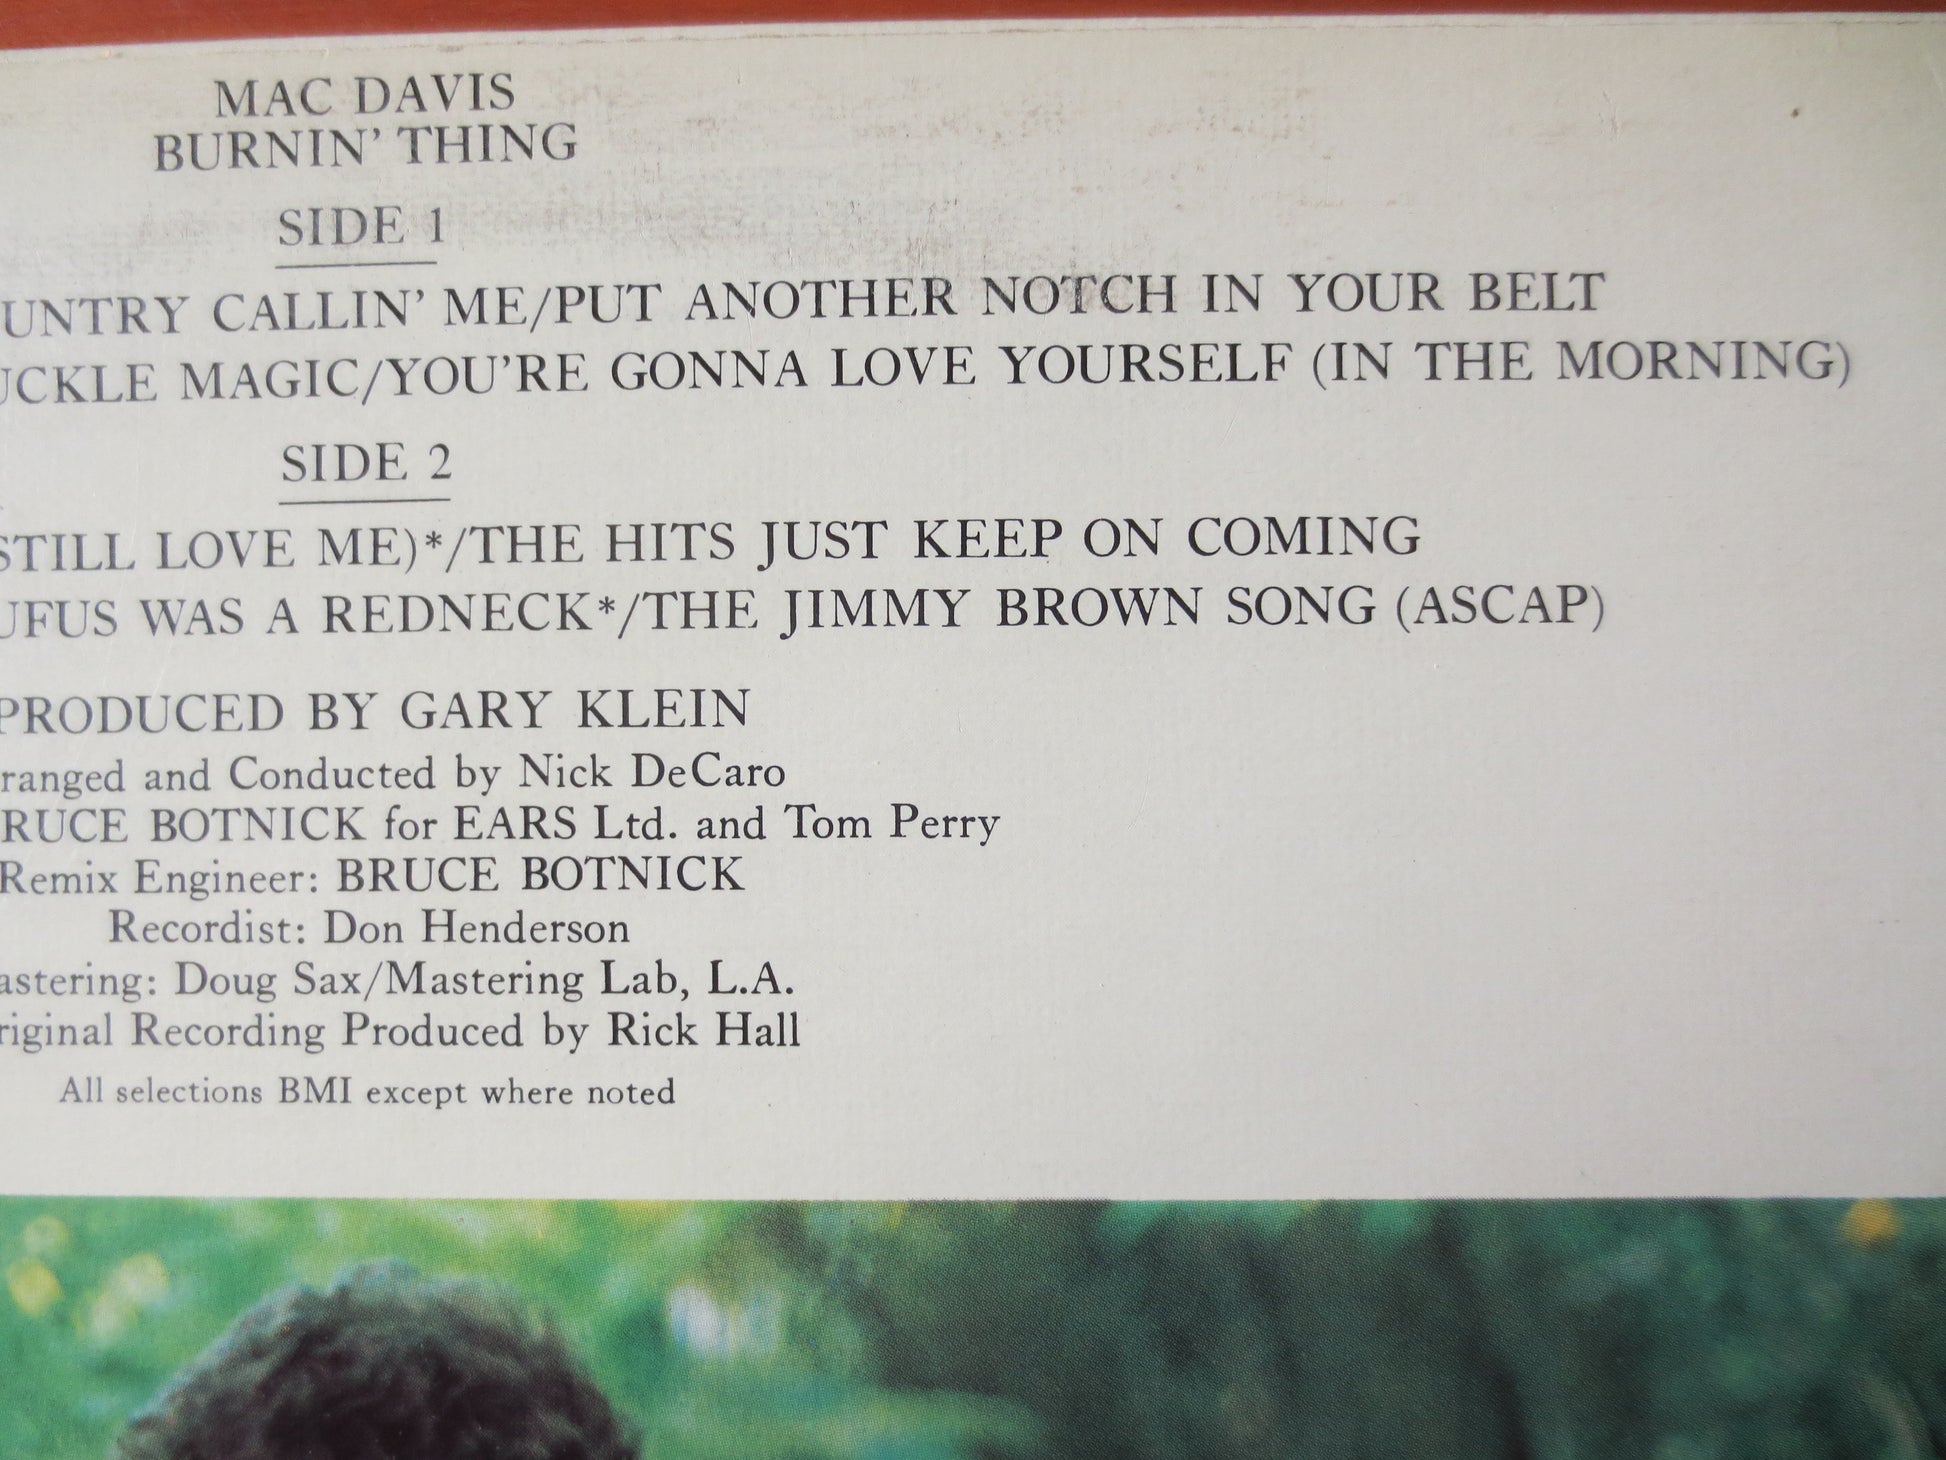 MAC DAVIS
BURNIN' THING
SIDE 1
UNTRY CALLIN' ME/PUT ANOTHER NOTCH IN YOUR BELT
UCKLE MAGIC/YOU'RE GONNA LOVE YOURSELF (IN THE MORNING)
SIDE 2
STILL LOVE ME)*/THE HITS JUST KEEP ON COMING
UFUS WAS A REDNECK*/THE JIMMY BROWN SONG (ASCAP)
PRODUCED BY GARY KLEIN
ranged and Conducted by Nick DeCaro
RUCE BOTNICK for EARS Ltd. and Tom Perry
Remix Engineer: BRUCE BOTNICK
Recordist: Don Henderson
astering: Doug Sax/Mastering Lab, L.A.
riginal Recording Produced by Rick Hall
All selections BMI except where noted